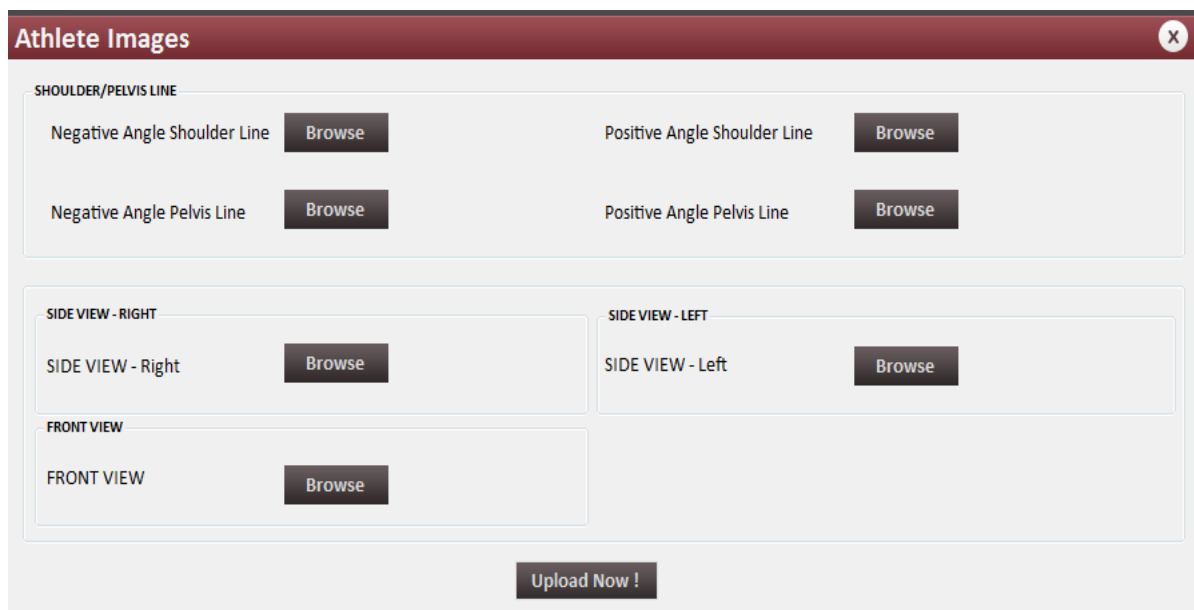 Athlete Images
X
SHOULDER/PELVIS LINE
Negative Angle Shoulder Line Browse Positive Angle Shoulder Line Browse
Negative Angle Pelvis Line Browse Positive Angle Pelvis Line Browse
SIDE VIEW - RIGHT SIDE VIEW - LEFT
SIDE VIEW - Right Browse SIDE VIEW - Left Browse
FRONT VIEW
FRONT VIEW Browse
Upload Now !